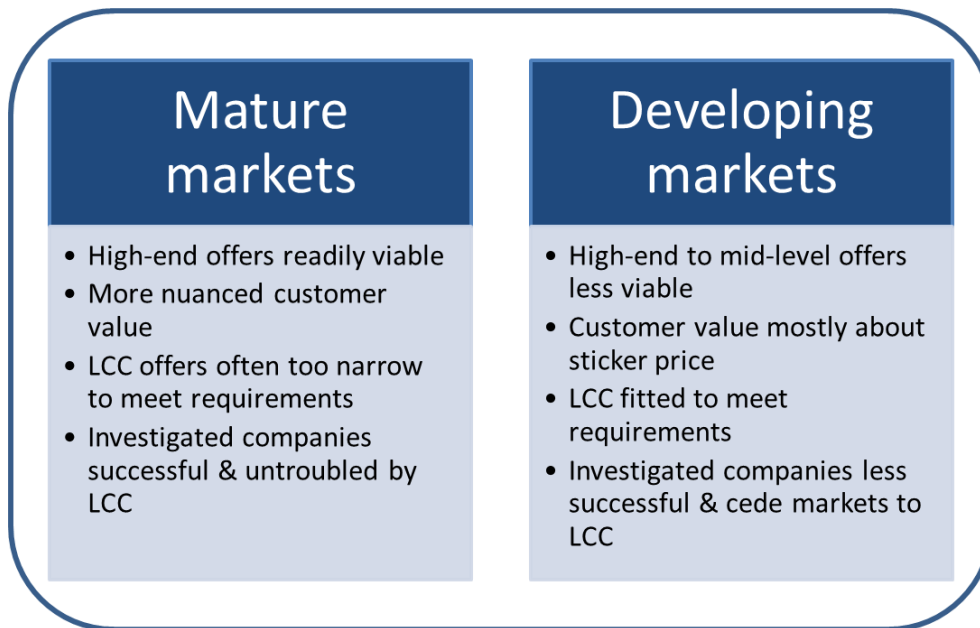 Mature
markets
• High-end offers readily viable
• More nuanced customer
value
• LCC offers often too narrow
to meet requirements
• Investigated companies
successful & untroubled by
LCC
Developing
markets
• High-end to mid-level offers
less viable
• Customer value mostly about
sticker price
• LCC fitted to meet
requirements
• Investigated companies less
successful & cede markets to
LCC